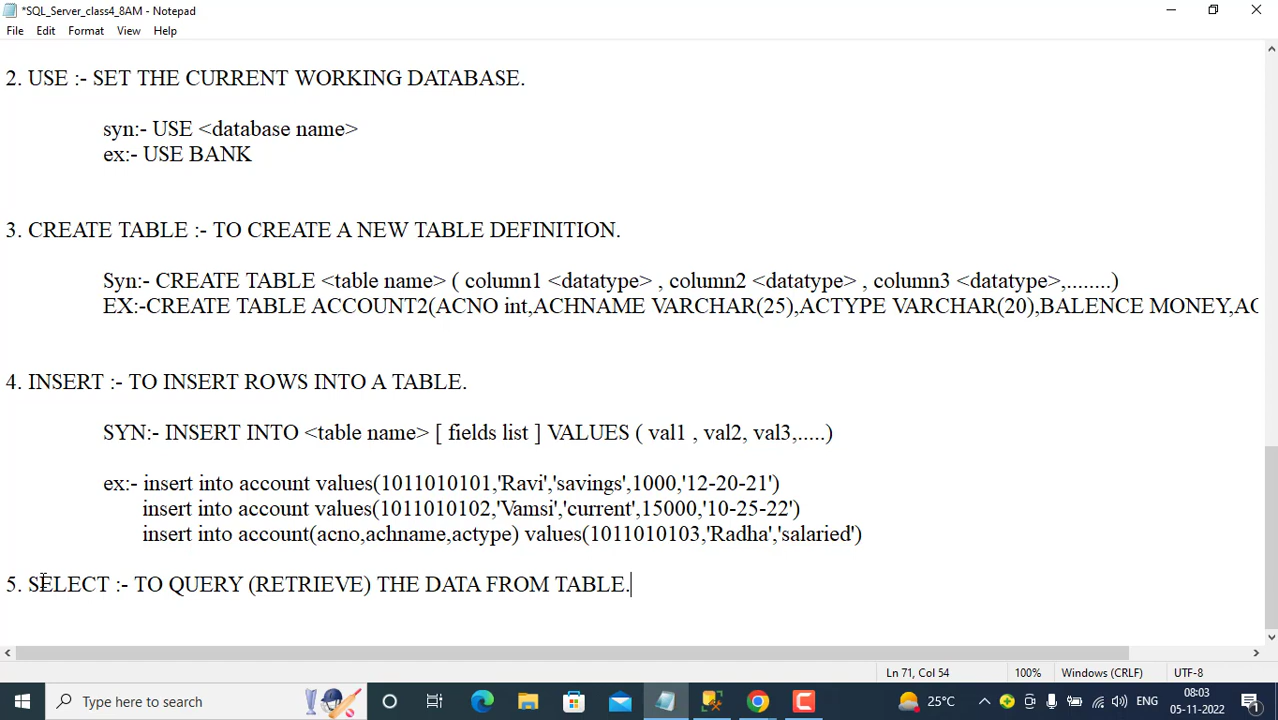 *SQL_Server_class4_8AM - Notepad
File Edit Format View Help
2. USE :- SET THE CURRENT WORKING DATABASE.
syn:- USE <database name>
ex:- USE BANK
3. CREATE TABLE :- TO CREATE A NEW TABLE DEFINITION.
Syn:- CREATE TABLE <table name> ( column1 <datatype> , column2 <datatype> , column3 <datatype>,........)
EX:-CREATE TABLE ACCOUNT2(ACNO int,ACHNAME VARCHAR(25),ACTYPE VARCHAR(20),BALENCE MONEY,AC
4. INSERT :- TO INSERT ROWS INTO A TABLE.
SYN:- INSERT INTO <table name> [ fields list ] VALUES ( val1 , val2, val3,.....)
ex:- insert into account values(1011010101,'Ravi','savings',1000,'12-20-21')
insert into account values(1011010102,'Vamsi','current',15000,'10-25-22')
insert into account(acno,achname,actype) values(1011010103,'Radha','salaried')
5. SELECT :- TO QUERY (RETRIEVE) THE DATA FROM TABLE.
Ln 71, Col 54 100% Windows (CRLF) UTF-8
Type here to search 25°C ENG 08:03
05-11-2022 1